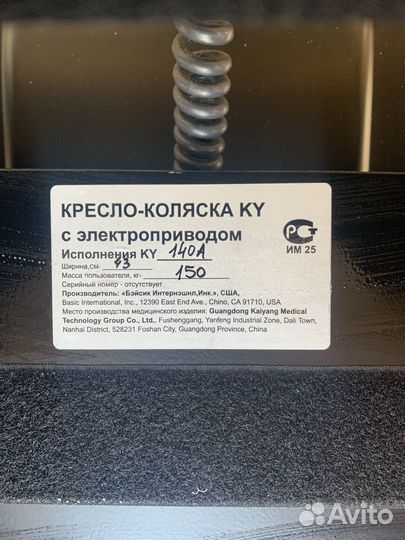 КРЕСЛО-КОЛЯСКА KY
с электроприводом
Исполнения KY 140A
Ширина,см- 43
Масса пользователя, кг- 150
Серийный номер - отсутствует
Производитель: «Бэйсик Интернэшнл,Инк.», США,
Basic International, Inc., 12390 East End Ave., Chino, CA 91710, USA
Место производства медицинского изделия: Guangdong Kaiyang Medical
Technology Group Co., Ltd,. Fushenggang, Yanfeng Industrial Zone, Dali Town,
Nanhai District, 528231 Foshan City, Guangdong Province, China
РСТ
ИМ 25
Avito